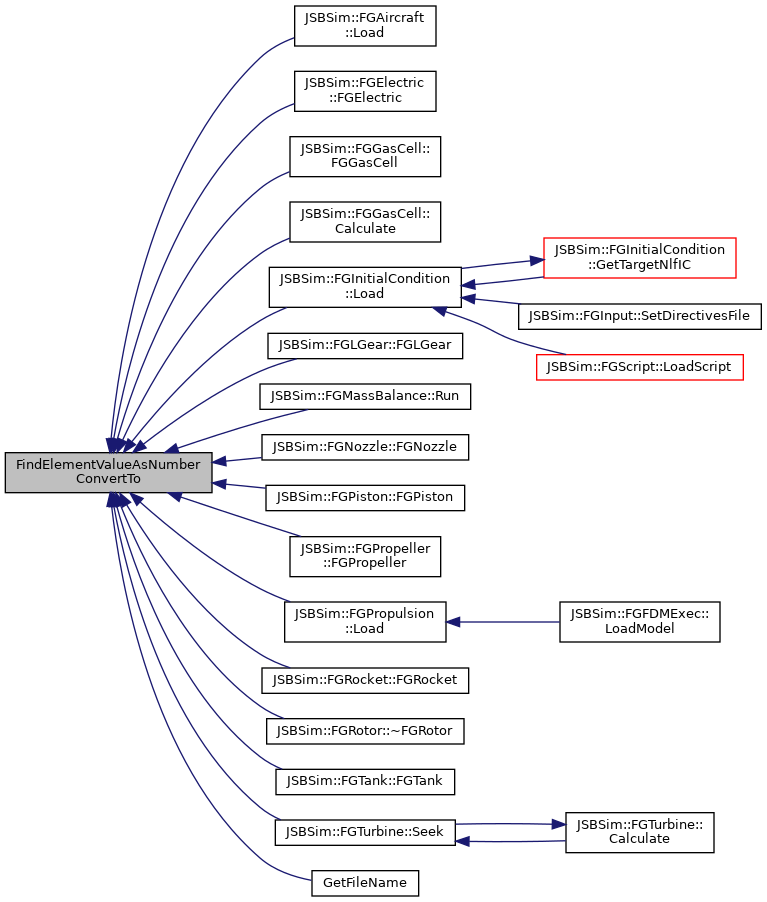 JSBSim::FGAircraft
::Load
JSBSim::FGElectric
::FGElectric
JSBSim::FGGasCell::
FGGasCell
JSBSim::FGGasCell::
Calculate
JSBSim::FGInitialCondition
::Load
JSBSim::FGInitialCondition
::GetTargetNlfIC
JSBSim::FGInput::SetDirectivesFile
JSBSim::FGScript::LoadScript
JSBSim::FGLGear::FGLGear
JSBSim::FGMassBalance::Run
JSBSim::FGNozzle::FGNozzle
FindElementValueAsNumber
ConvertTo
JSBSim::FGPiston::FGPiston
JSBSim::FGPropeller
::FGPropeller
JSBSim::FGPropulsion
::Load
JSBSim::FGFDMExec::
LoadModel
JSBSim::FGRocket::FGRocket
JSBSim::FGRotor::~FGRotor
JSBSim::FGTank::FGTank
JSBSim::FGTurbine::Seek
JSBSim::FGTurbine::
Calculate
GetFileName